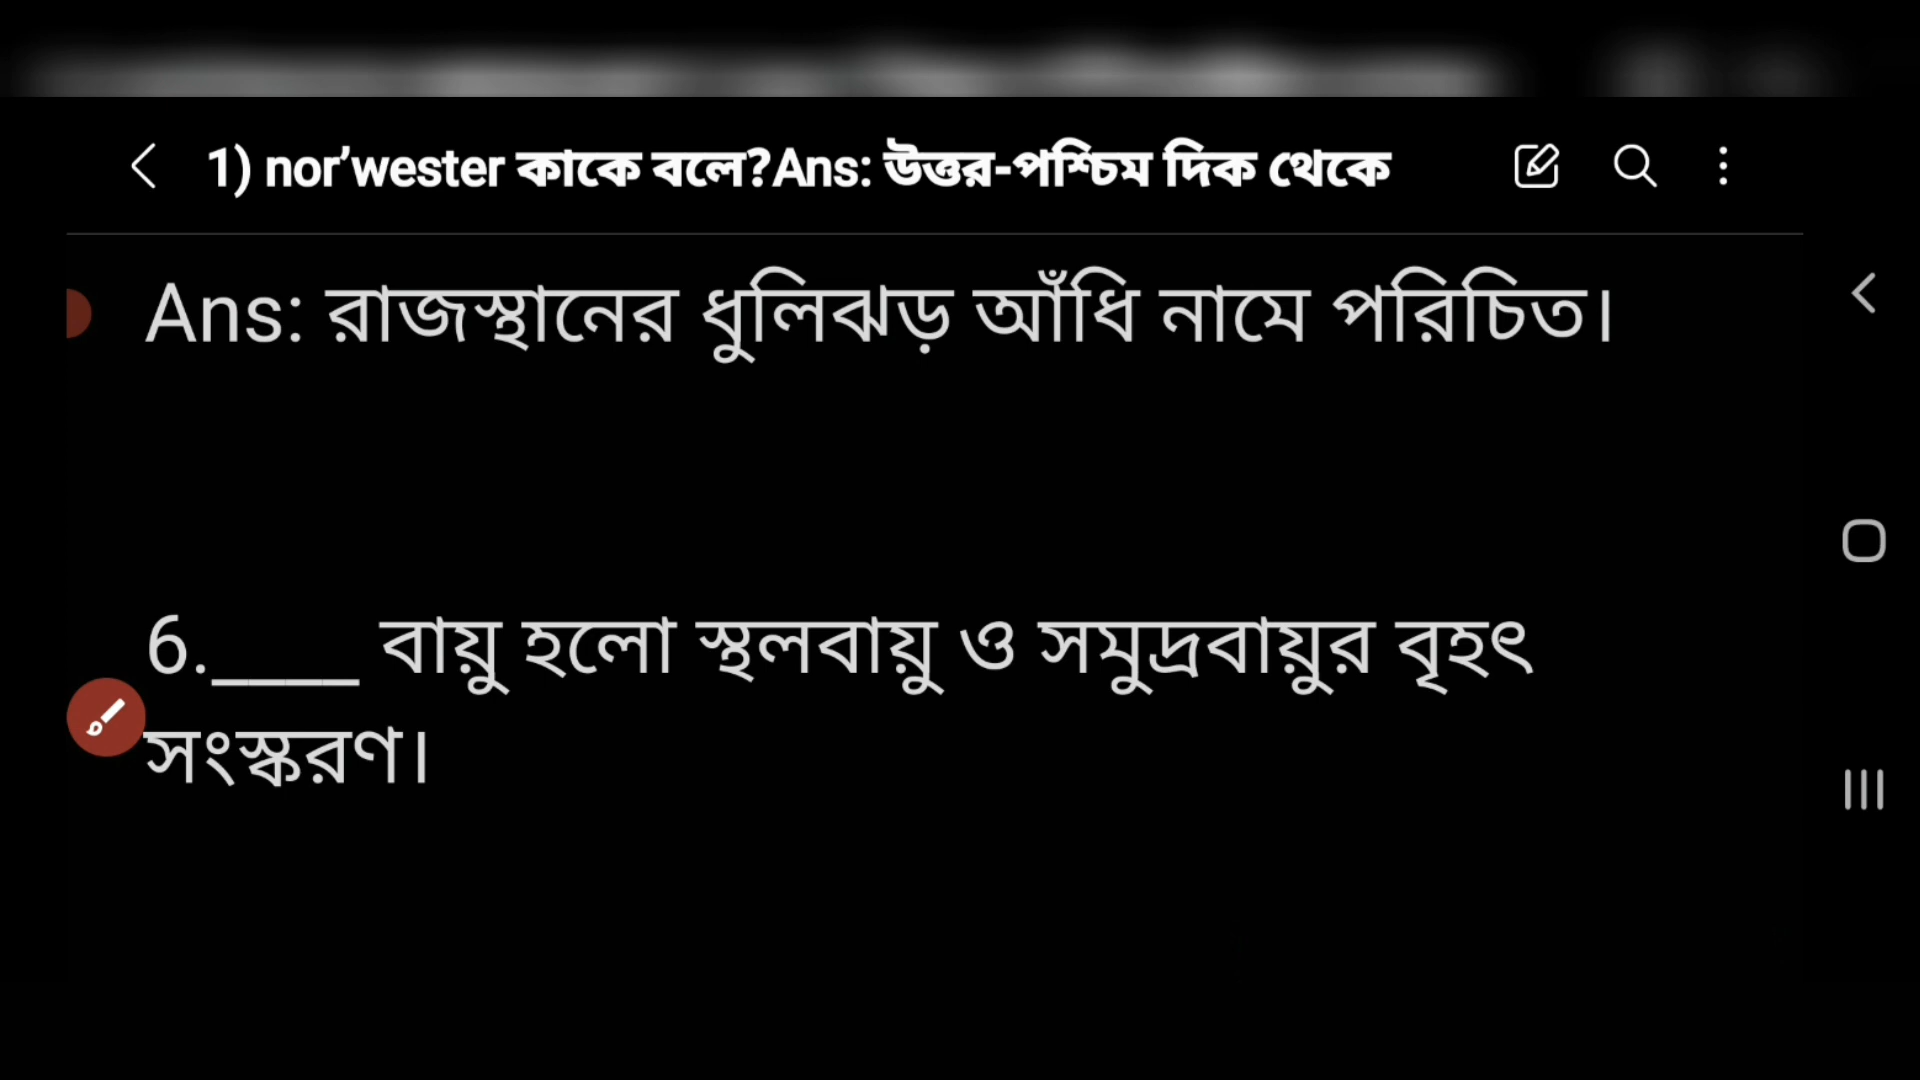 1) nor’wester কাকে বলে?Ans: উত্তর-পশ্চিম দিক থেকে
Ans: রাজস্থানের ধুলিঝড় আঁধি নামে পরিচিত।
6.____ বায়ু হলো স্থলবায়ু ও সমুদ্রবায়ুর বৃহৎ
সংস্করণ।